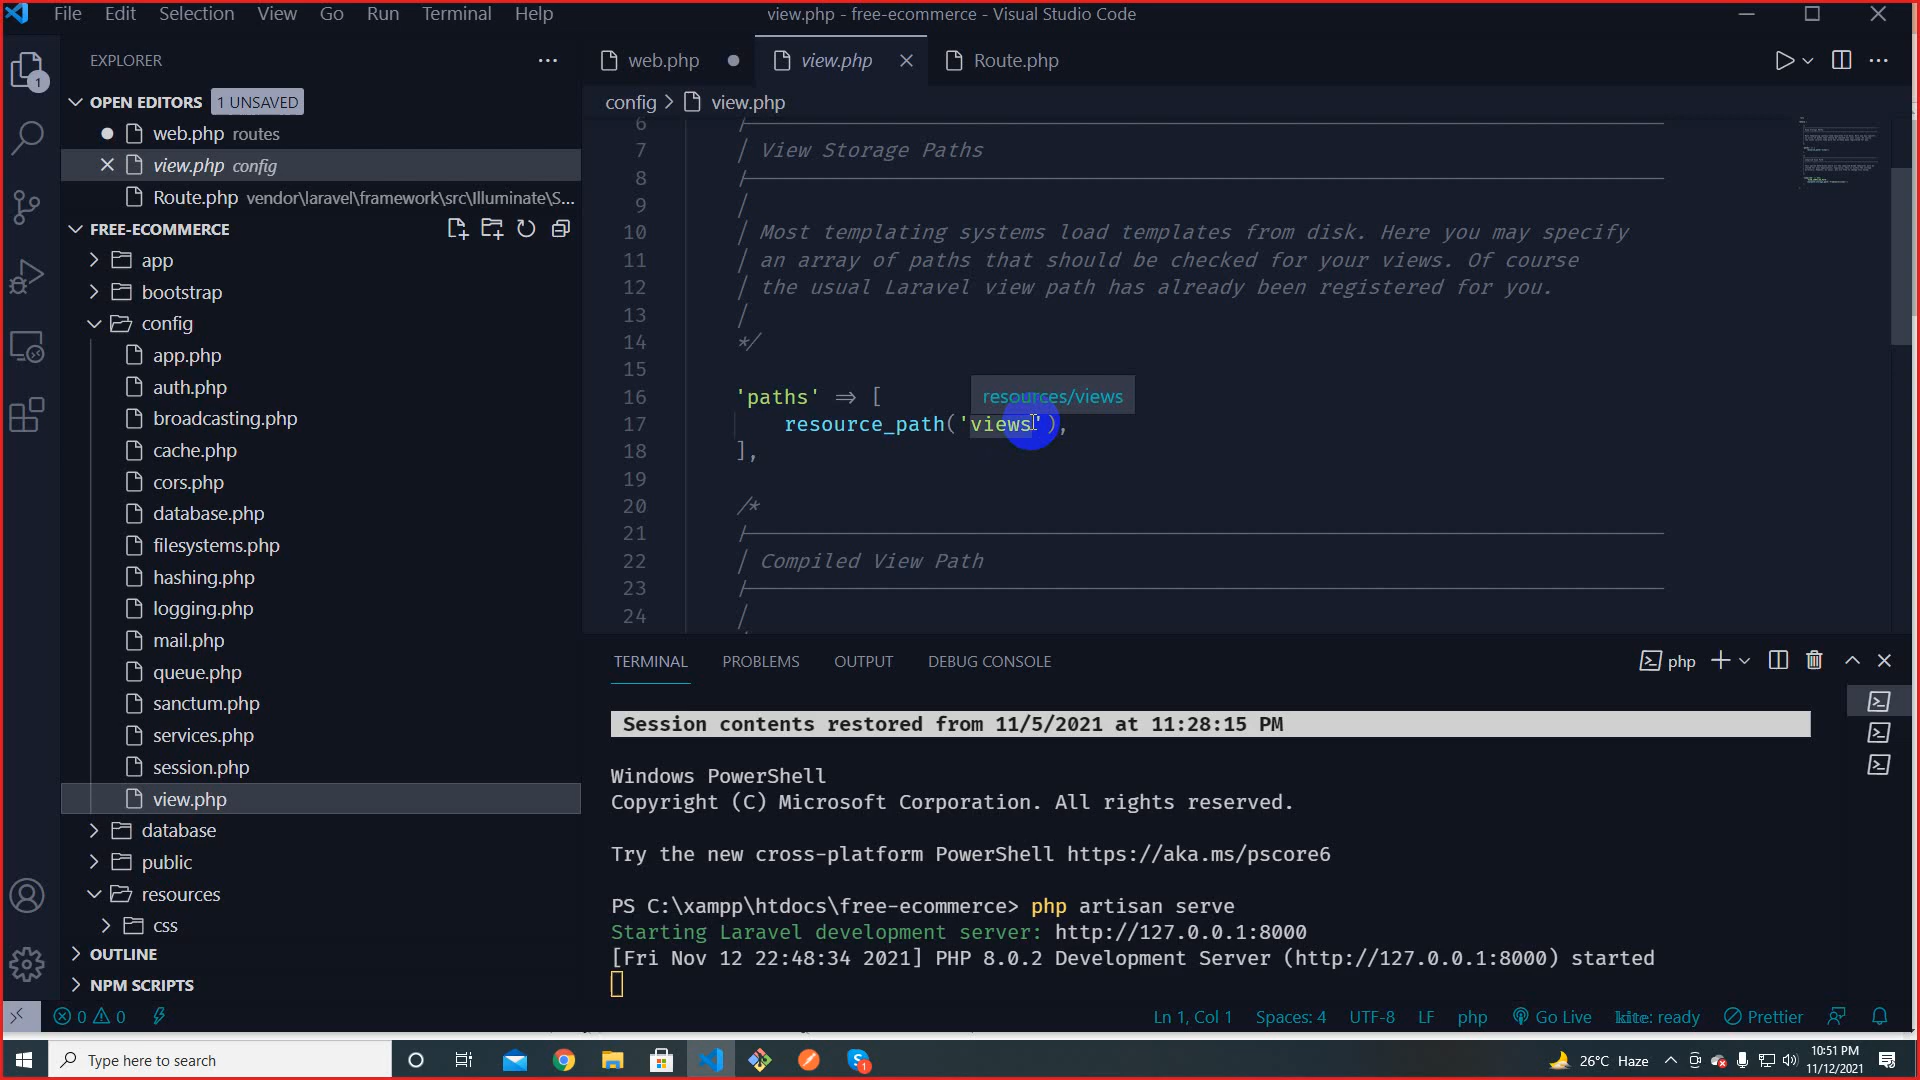 File Edit Selection View Go Run Terminal Help
view.php - free-ecommerce - Visual Studio Code
EXPLORER
1
OPEN EDITORS 1 UNSAVED
web.php routes
view.php config
Route.php vendor\laravel\framework\src\Illuminate\S...
FREE-ECOMMERCE
app
bootstrap
config
app.php
auth.php
broadcasting.php
cache.php
cors.php
database.php
filesystems.php
hashing.php
logging.php
mail.php
queue.php
sanctum.php
services.php
session.php
view.php
database
public
resources
css
OUTLINE
NPM SCRIPTS
web.php view.php Route.php
config > view.php
6 |
7 | View Storage Paths
8 |
9 |
10 | Most templating systems load templates from disk. Here you may specify
11 | an array of paths that should be checked for your views. Of course
12 | the usual Laravel view path has already been registered for you.
13 |
14 */
15
16 'paths' => [
resources/views
17 resource_path('views'),
18 ],
19
20 /*
21 |
22 | Compiled View Path
23 |
24 |
TERMINAL PROBLEMS OUTPUT DEBUG CONSOLE
php
Session contents restored from 11/5/2021 at 11:28:15 PM
Windows PowerShell
Copyright (C) Microsoft Corporation. All rights reserved.
Try the new cross-platform PowerShell https://aka.ms/pscore6
PS C:\xampp\htdocs\free-ecommerce> php artisan serve
Starting Laravel development server: http://127.0.0.1:8000
[Fri Nov 12 22:48:34 2021] PHP 8.0.2 Development Server (http://127.0.0.1:8000) started
0 0 Ln 1, Col 1 Spaces: 4 UTF-8 LF php Go Live kite: ready Prettier
Type here to search
1
26°C Haze
10:51 PM
11/12/2021